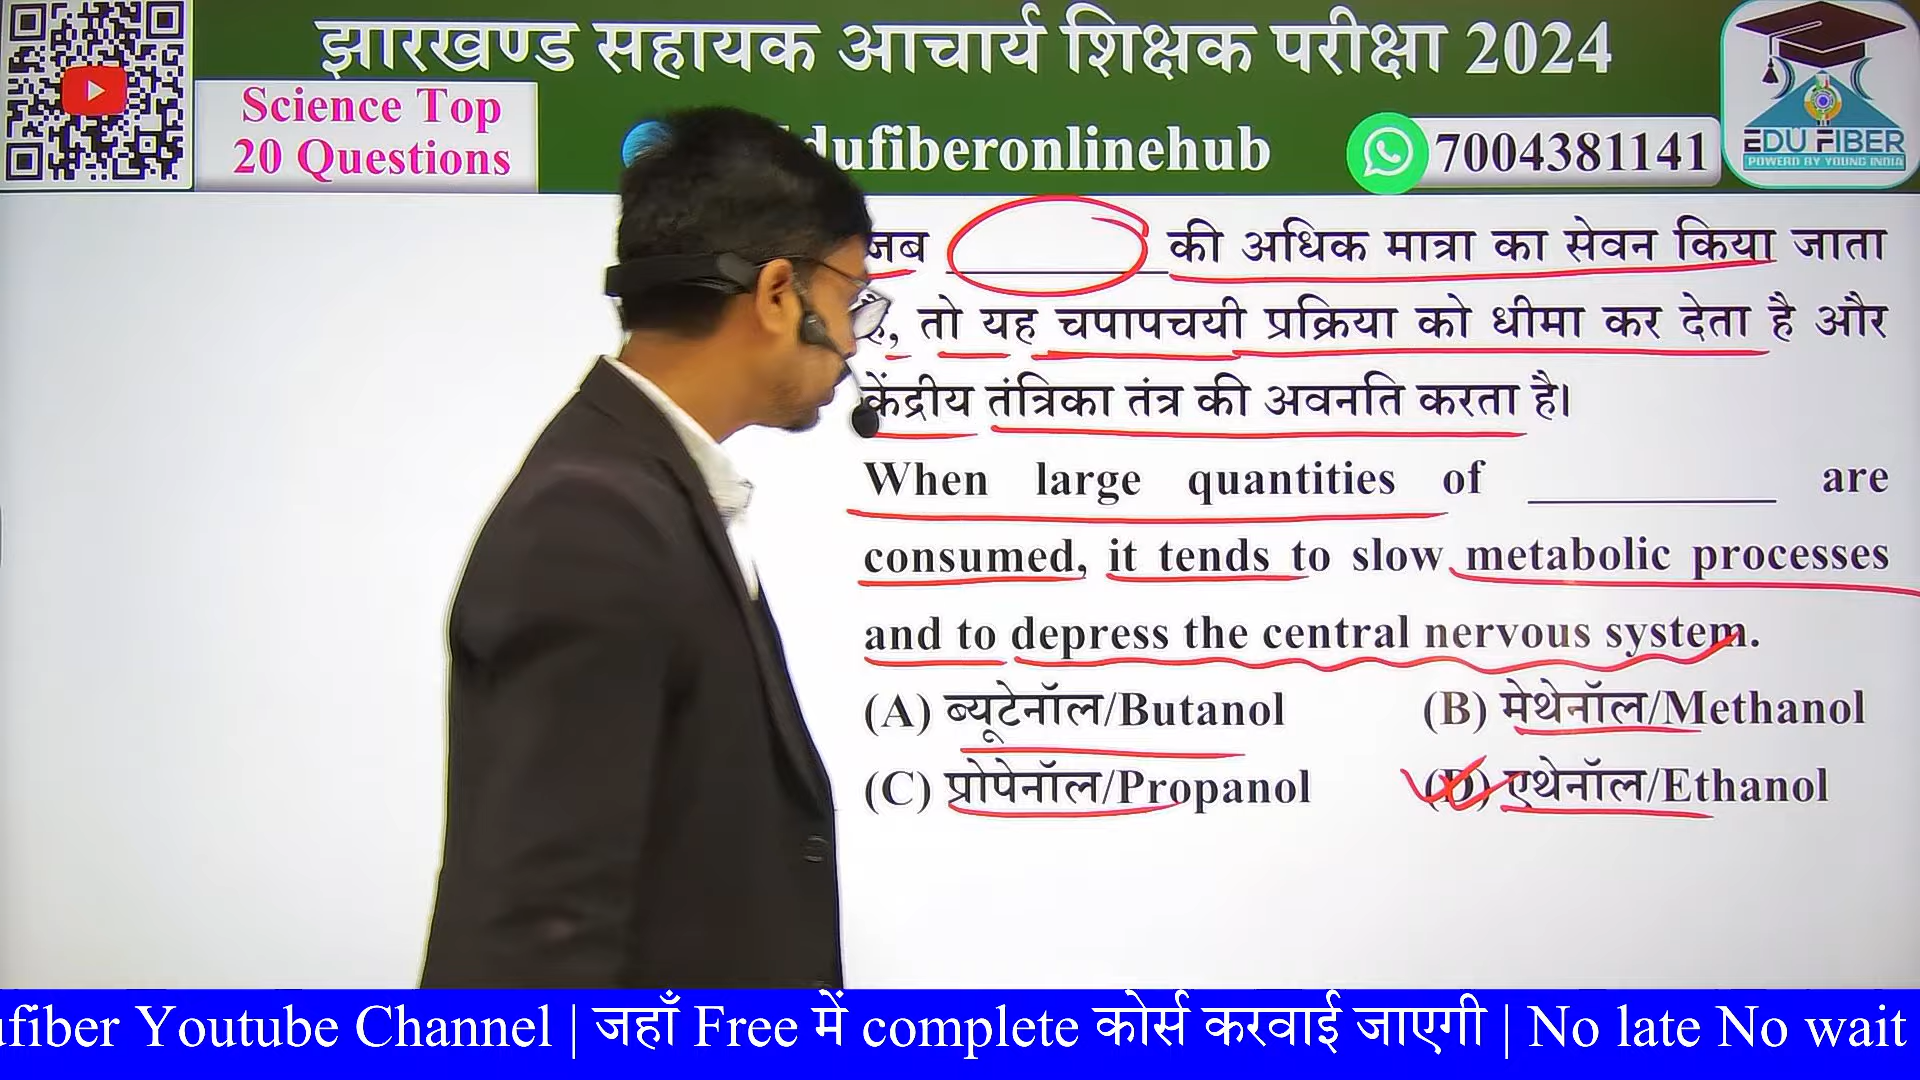 झारखण्ड सहायक आचार्य शिक्षक परीक्षा 2024
Science Top
20 Questions
dufiberonlinehub
7004381141
EDU FIBER
POWERD BY YOUNG INDIA
जब __________ की अधिक मात्रा का सेवन किया जाता
है, तो यह चपापचयी प्रक्रिया को धीमा कर देता है और
केंद्रीय तंत्रिका तंत्र की अवनति करता है।
When large quantities of __________ are
consumed, it tends to slow metabolic processes
and to depress the central nervous system.
(A) ब्यूटेनॉल/Butanol (B) मेथेनॉल/Methanol
(C) प्रोपेनॉल/Propanol (D) एथेनॉल/Ethanol
ufiber Youtube Channel | जहाँ Free में complete कोर्स करवाई जाएगी | No late No wait